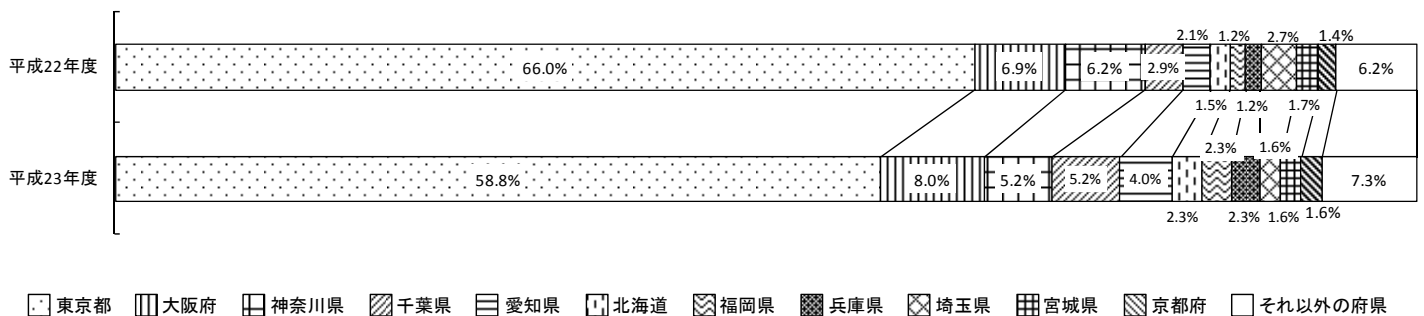 2.1% 1.2% 2.7% 1.4%
平成22年度 66.0% 6.9% 6.2% 2.9% 6.2%
1.5% 1.2% 1.7%
2.3% 1.6%
平成23年度 58.8% 8.0% 5.2% 5.2% 4.0% 7.3%
2.3% 2.3% 1.6% 1.6%
東京都 大阪府 神奈川県 千葉県 愛知県 北海道 福岡県 兵庫県 埼玉県 宮城県 京都府 それ以外の府県